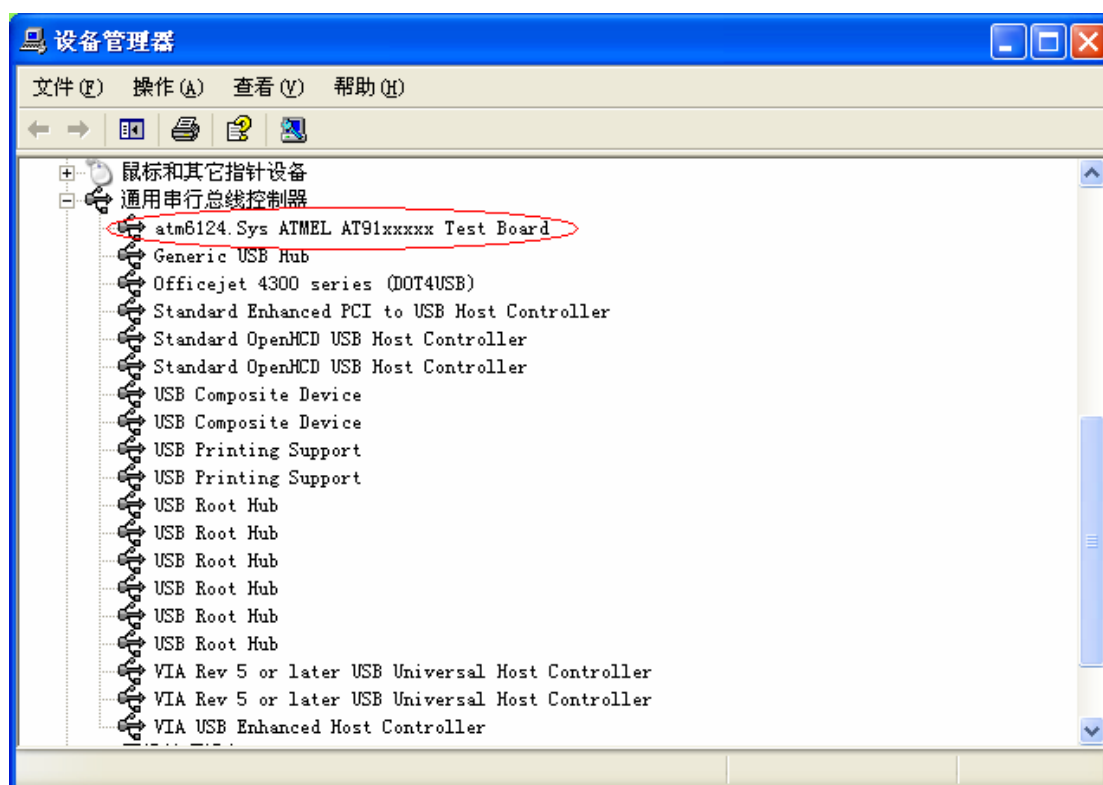 设备管理器
文件(F) 操作(A) 查看(V) 帮助(H)
鼠标和其它指针设备
通用串行总线控制器
atm6124.Sys ATMEL AT91xxxxx Test Board
Generic USB Hub
Officejet 4300 series (DOT4USB)
Standard Enhanced PCI to USB Host Controller
Standard OpenHCD USB Host Controller
Standard OpenHCD USB Host Controller
USB Composite Device
USB Composite Device
USB Printing Support
USB Printing Support
USB Root Hub
USB Root Hub
USB Root Hub
USB Root Hub
USB Root Hub
USB Root Hub
VIA Rev 5 or later USB Universal Host Controller
VIA Rev 5 or later USB Universal Host Controller
VIA USB Enhanced Host Controller